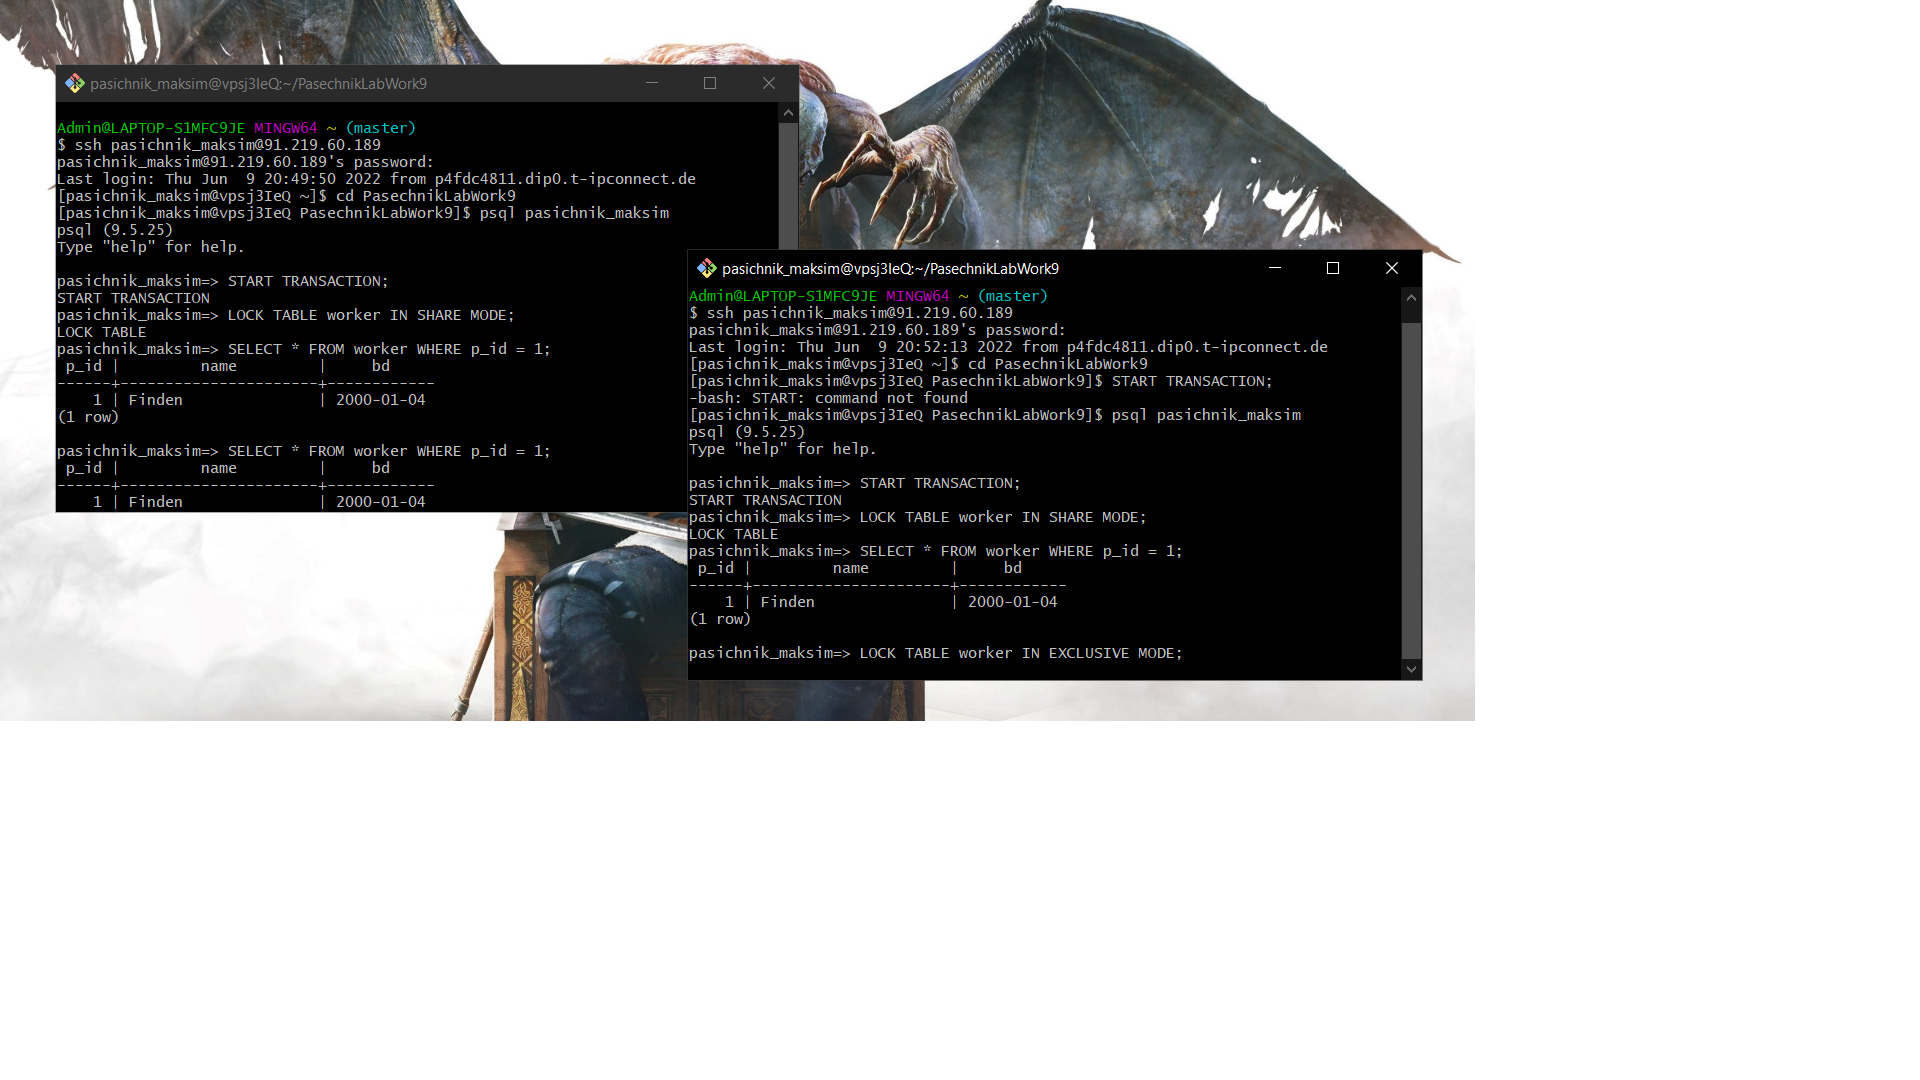 pasichnik_maksim@vpsj3IeQ:~/PasechnikLabWork9
Admin@LAPTOP-S1MFC9JE MINGW64 ~ (master)
$ ssh pasichnik_maksim@91.219.60.189
pasichnik_maksim@91.219.60.189's password:
Last login: Thu Jun  9 20:49:50 2022 from p4fdc4811.dip0.t-ipconnect.de
[pasichnik_maksim@vpsj3IeQ ~]$ cd PasechnikLabWork9
[pasichnik_maksim@vpsj3IeQ PasechnikLabWork9]$ psql pasichnik_maksim
psql (9.5.25)
Type "help" for help.
pasichnik_maksim=> START TRANSACTION;
START TRANSACTION
pasichnik_maksim=> LOCK TABLE worker IN SHARE MODE;
LOCK TABLE
pasichnik_maksim=> SELECT * FROM worker WHERE p_id = 1;
 p_id |         name         |     bd
------+----------------------+------------
    1 | Finden               | 2000-01-04
(1 row)
pasichnik_maksim=> SELECT * FROM worker WHERE p_id = 1;
 p_id |         name         |     bd
------+----------------------+------------
    1 | Finden               | 2000-01-04
pasichnik_maksim@vpsj3IeQ:~/PasechnikLabWork9
Admin@LAPTOP-S1MFC9JE MINGW64 ~ (master)
$ ssh pasichnik_maksim@91.219.60.189
pasichnik_maksim@91.219.60.189's password:
Last login: Thu Jun  9 20:52:13 2022 from p4fdc4811.dip0.t-ipconnect.de
[pasichnik_maksim@vpsj3IeQ ~]$ cd PasechnikLabWork9
[pasichnik_maksim@vpsj3IeQ PasechnikLabWork9]$ START TRANSACTION;
-bash: START: command not found
[pasichnik_maksim@vpsj3IeQ PasechnikLabWork9]$ psql pasichnik_maksim
psql (9.5.25)
Type "help" for help.
pasichnik_maksim=> START TRANSACTION;
START TRANSACTION
pasichnik_maksim=> LOCK TABLE worker IN SHARE MODE;
LOCK TABLE
pasichnik_maksim=> SELECT * FROM worker WHERE p_id = 1;
 p_id |         name         |     bd
------+----------------------+------------
    1 | Finden               | 2000-01-04
(1 row)
pasichnik_maksim=> LOCK TABLE worker IN EXCLUSIVE MODE;